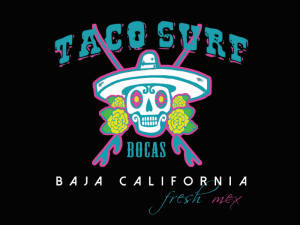 TACO SURF
BOCAS
BAJA CALIFORNIA
fresh mex